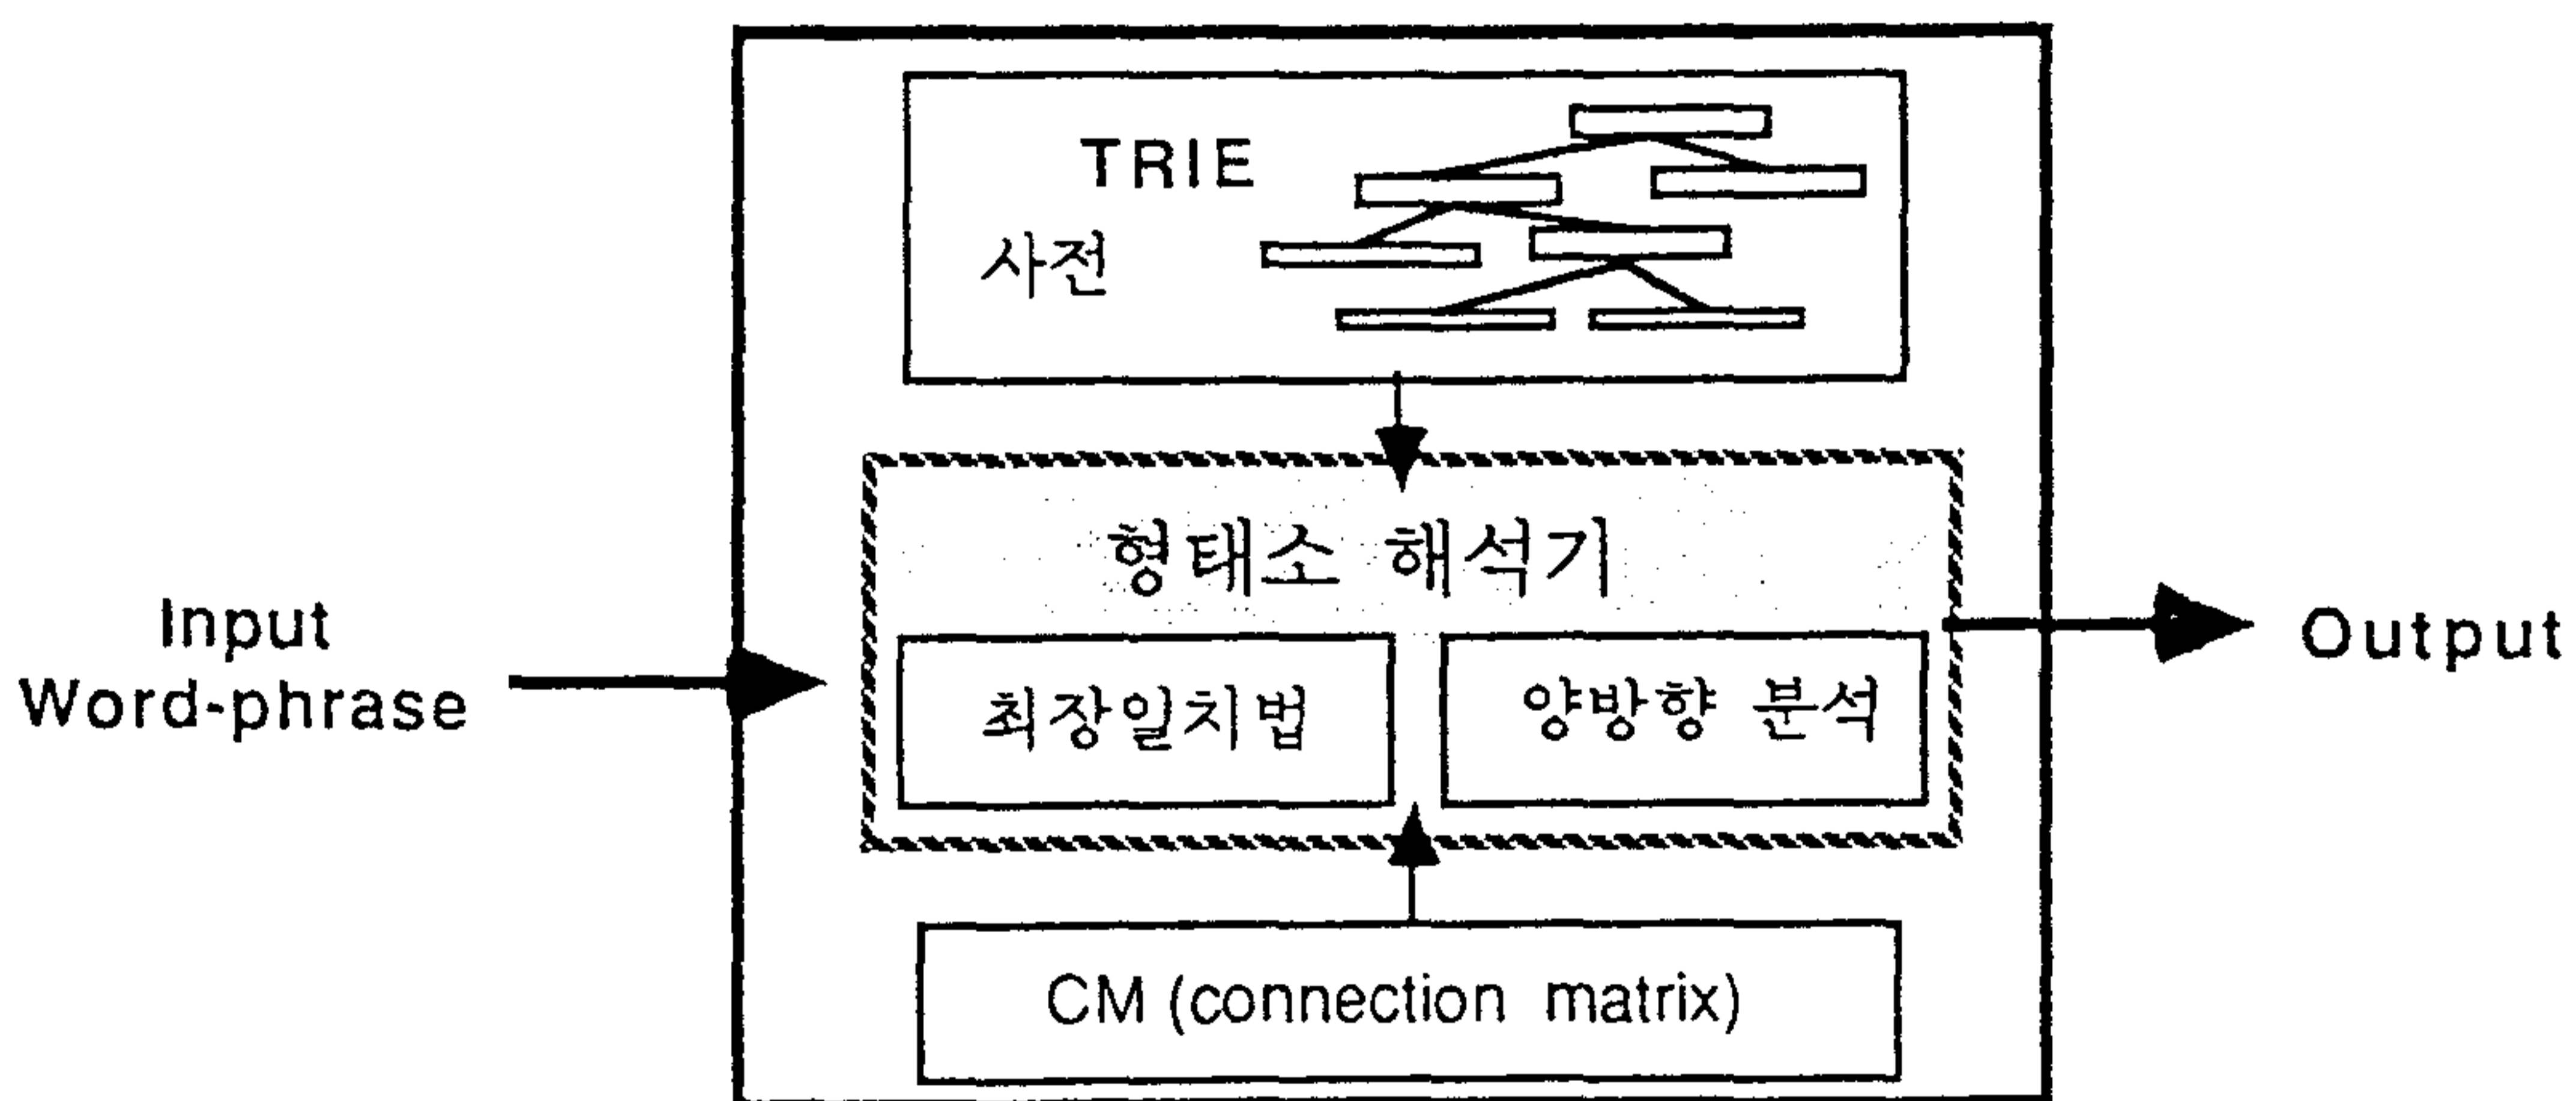 TRIE
사전
형태소 해석기
Input
Word-phrase
최장일치법
양방향 분석
Output
CM (connection matrix)